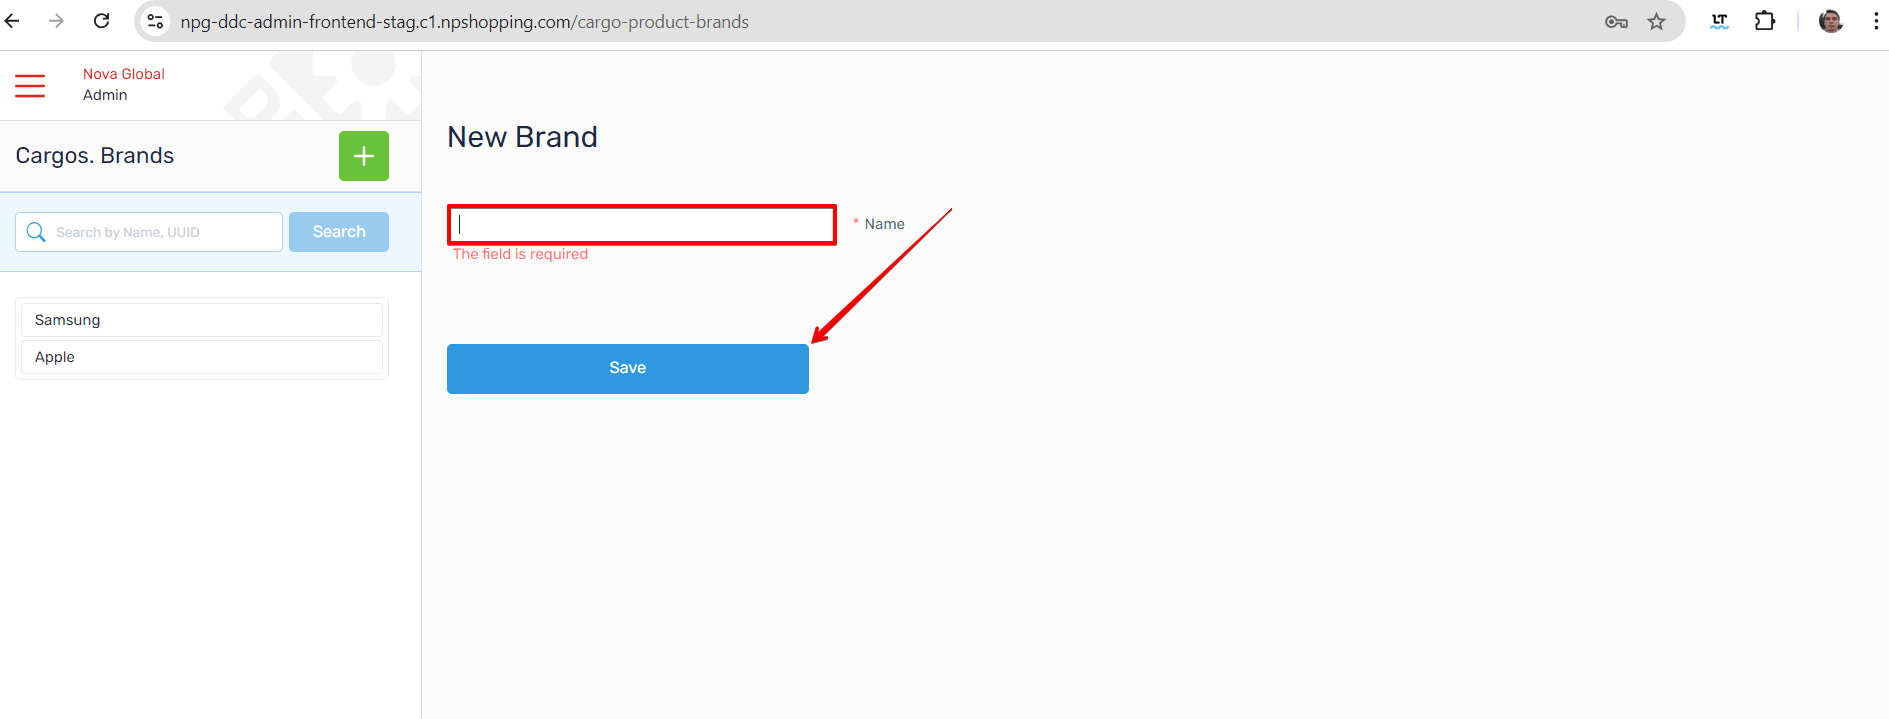 npg-ddc-admin-frontend-stag.c1.npshopping.com/cargo-product-brands
LT
Nova Global
Admin
Cargos. Brands
Search by Name, UUID
Search
Samsung
Apple
New Brand
* Name
The field is required
Save